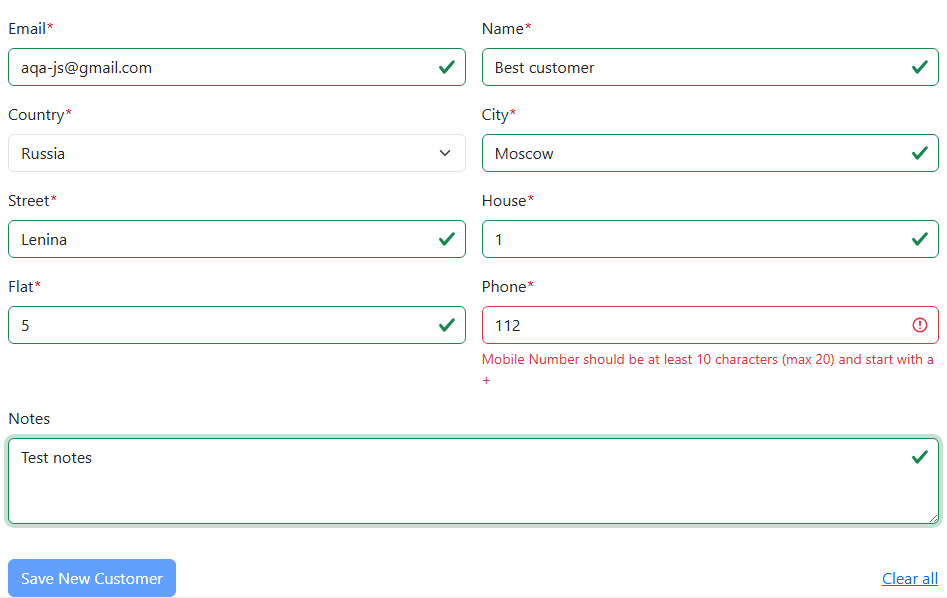 Email* Name*
aqa-js@gmail.com Best customer
Country* City*
Russia Moscow
Street* House*
Lenina 1
Flat* Phone*
5 112
Mobile Number should be at least 10 characters (max 20) and start with a
+
Notes
Test notes
Save New Customer Clear all